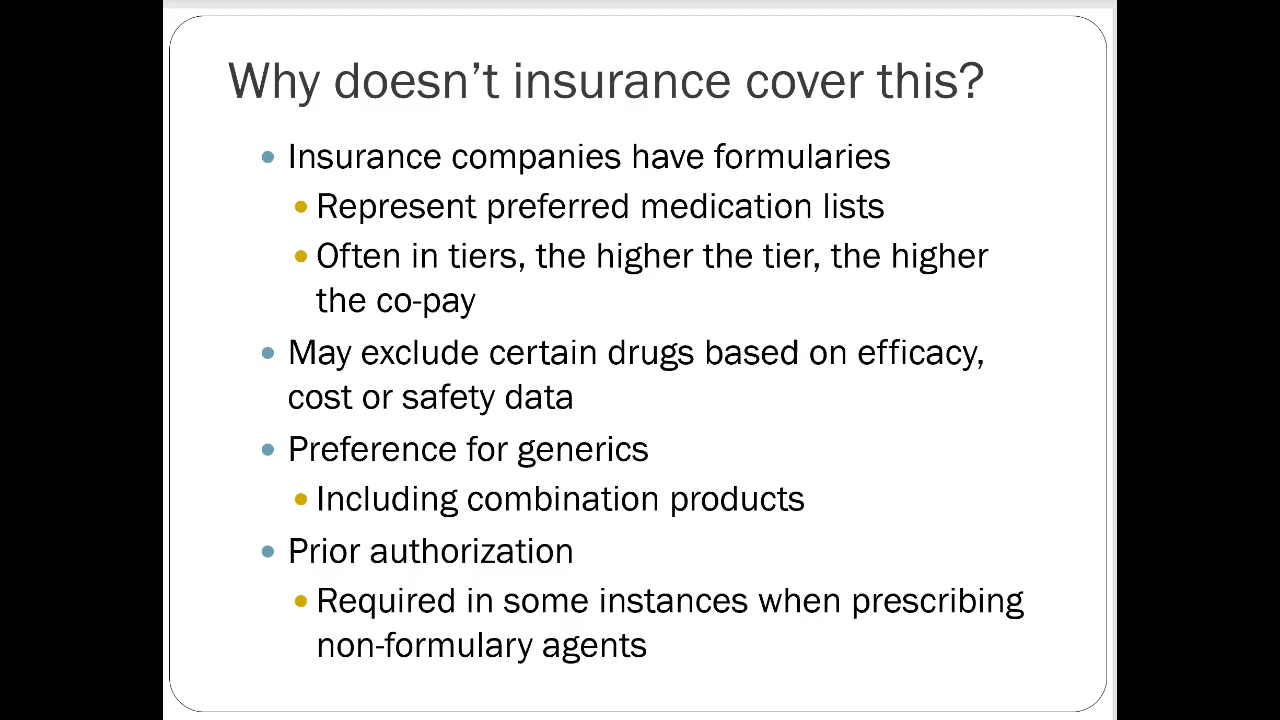 Why doesn’t insurance cover this?
Insurance companies have formularies
Represent preferred medication lists
Often in tiers, the higher the tier, the higher
the co-pay
May exclude certain drugs based on efficacy,
cost or safety data
Preference for generics
Including combination products
Prior authorization
Required in some instances when prescribing
non-formulary agents